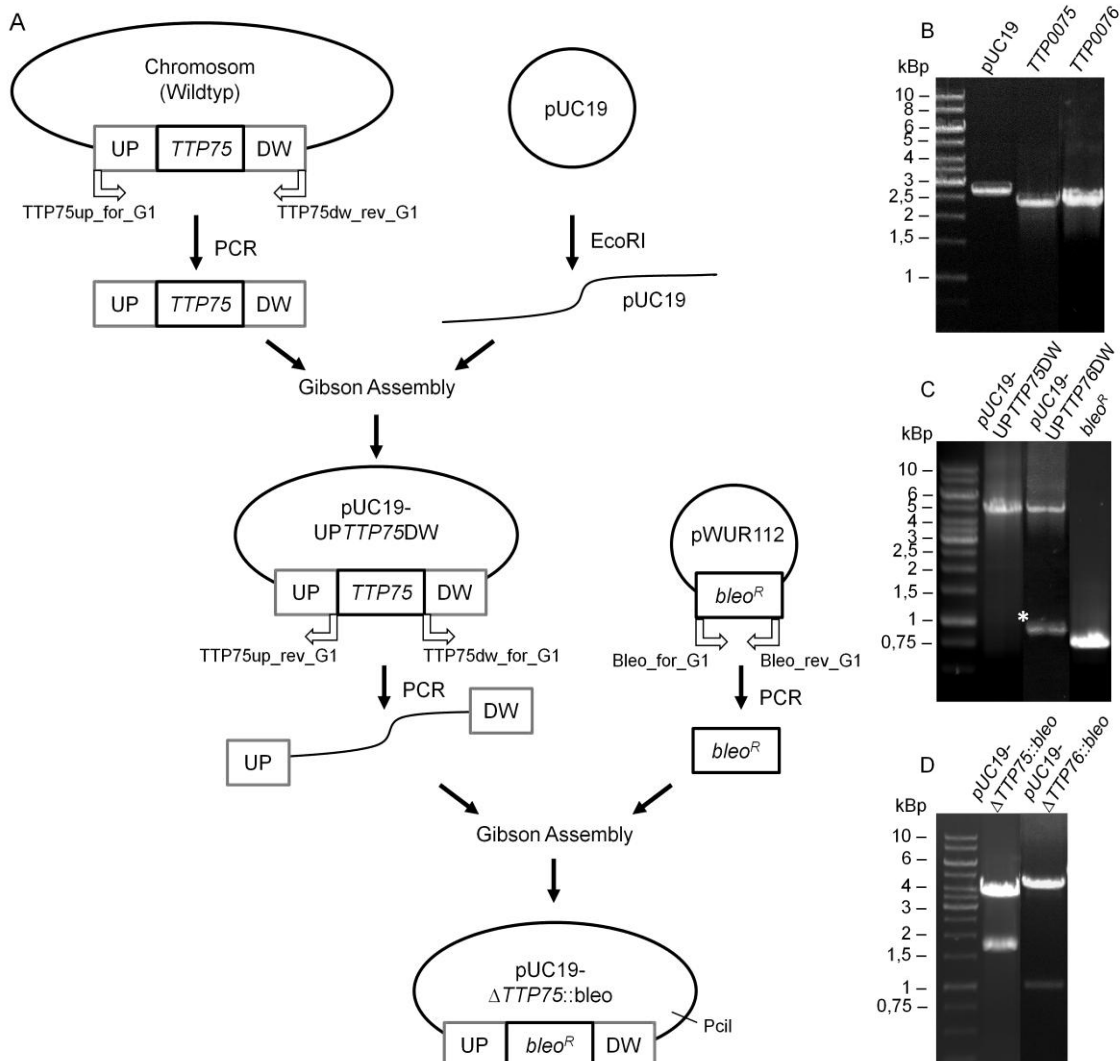 A
Chromosom
(Wildtyp)
UP TTP75 DW
TTP75up_for_G1 TTP75dw_rev_G1
PCR
UP TTP75 DW
pUC19
EcoRI
pUC19
Gibson Assembly
pUC19-
UPTTP75DW
UP TTP75 DW
TTP75up_rev_G1 TTP75dw_for_G1
PCR
UP DW
pWUR112
bleoR
Bleo_for_G1 Bleo_rev_G1
PCR
bleoR
Gibson Assembly
pUC19-
ΔTTP75::bleo
PciI
UP bleoR DW
B
kBp
pUC19
TTP0075
TTP0076
10
8
6
5
4
3
2,5
2
1,5
1
C
kBp
pUC19-
UPTTP75DW
pUC19-
UPTTP76DW
bleoR
10
6
5
4
3
2,5
2
1,5
1
0,75
*
D
kBp
pUC19-
ΔTTP75::bleo
pUC19-
ΔTTP76::bleo
10
6
4
3
2
1,5
1
0,75